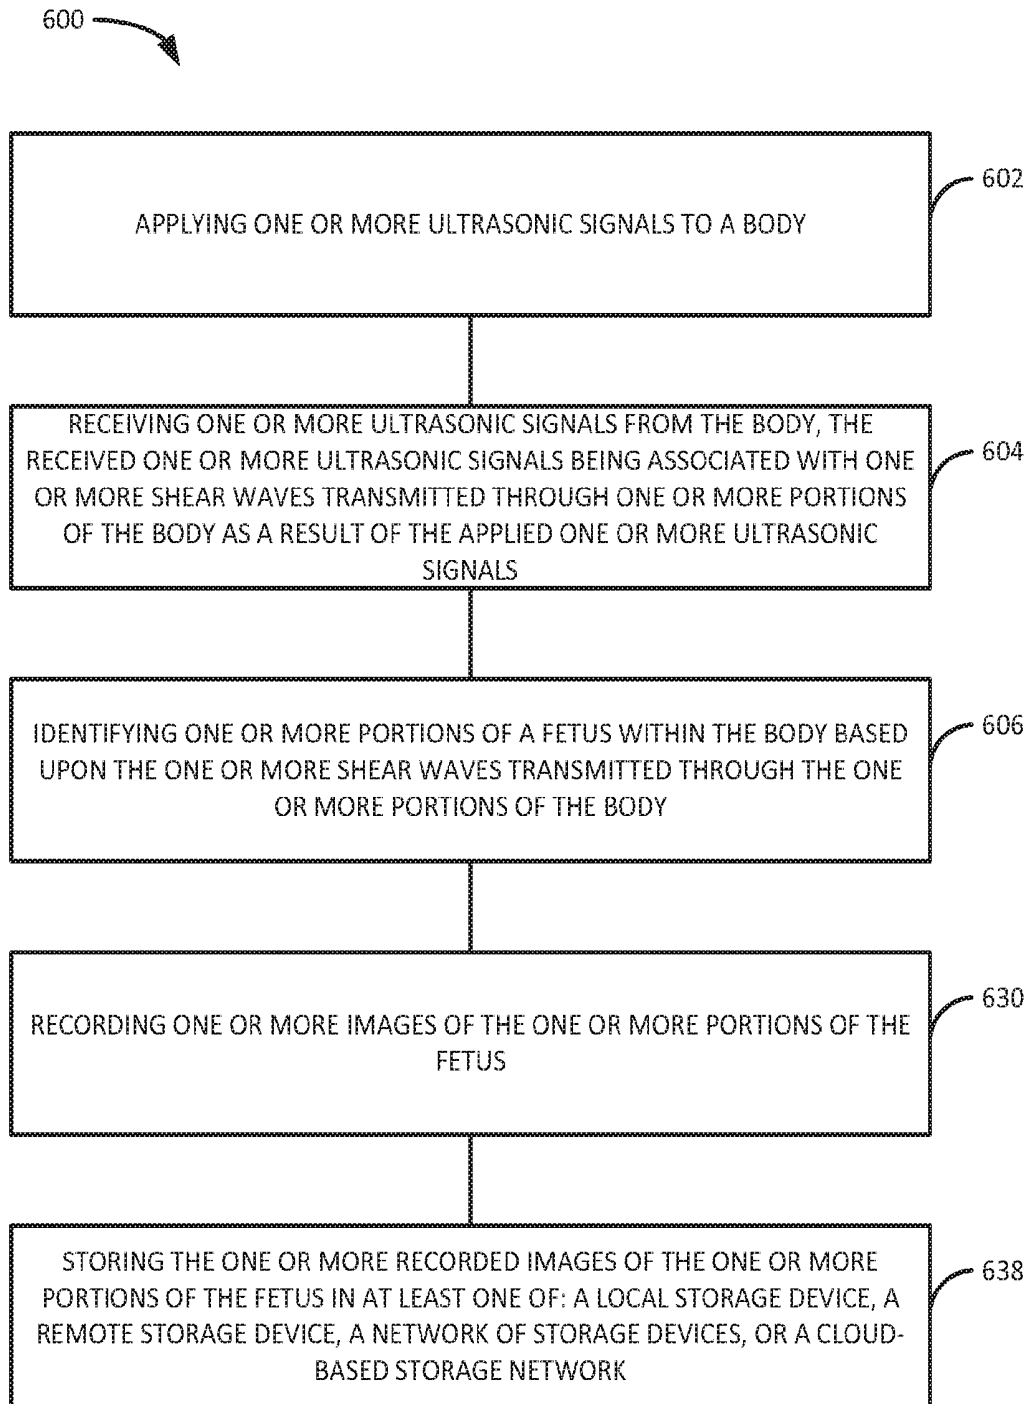 600
APPLYING ONE OR MORE ULTRASONIC SIGNALS TO A BODY
602
RECEIVING ONE OR MORE ULTRASONIC SIGNALS FROM THE BODY, THE
RECEIVED ONE OR MORE ULTRASONIC SIGNALS BEING ASSOCIATED WITH ONE
OR MORE SHEAR WAVES TRANSMITTED THROUGH ONE OR MORE PORTIONS
OF THE BODY AS A RESULT OF THE APPLIED ONE OR MORE ULTRASONIC
SIGNALS
604
IDENTIFYING ONE OR MORE PORTIONS OF A FETUS WITHIN THE BODY BASED
UPON THE ONE OR MORE SHEAR WAVES TRANSMITTED THROUGH THE ONE
OR MORE PORTIONS OF THE BODY
606
RECORDING ONE OR MORE IMAGES OF THE ONE OR MORE PORTIONS OF THE
FETUS
630
STORING THE ONE OR MORE RECORDED IMAGES OF THE ONE OR MORE
PORTIONS OF THE FETUS IN AT LEAST ONE OF: A LOCAL STORAGE DEVICE, A
REMOTE STORAGE DEVICE, A NETWORK OF STORAGE DEVICES, OR A CLOUD-
BASED STORAGE NETWORK
638